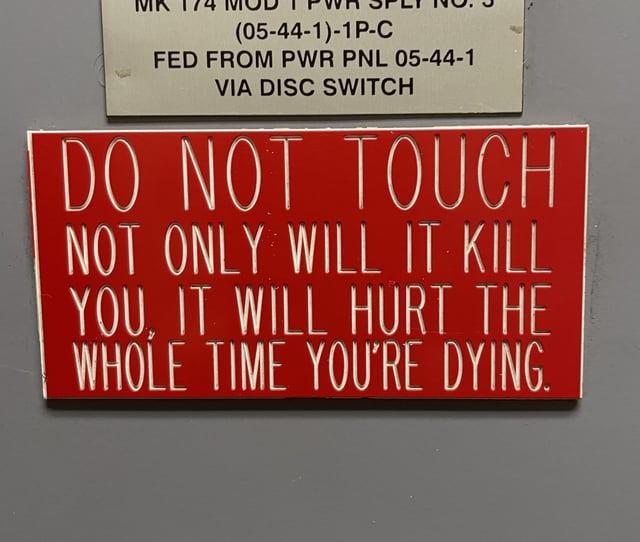 MK 174 MOD 1 PWR SPLY NO. 3
(05-44-1)-1P-C
FED FROM PWR PNL 05-44-1
VIA DISC SWITCH
DO NOT TOUCH
NOT ONLY WILL IT KILL
YOU, IT WILL HURT THE
WHOLE TIME YOU'RE DYING.